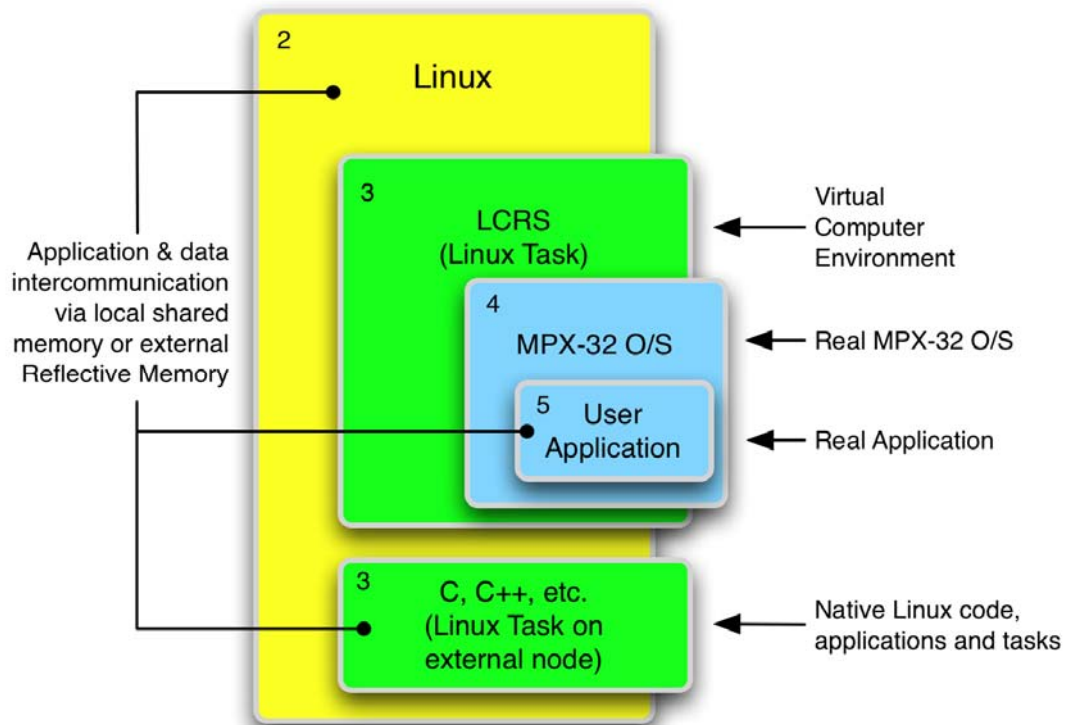 2
Linux
3
LCRS
(Linux Task)
Virtual
Computer
Environment
Application & data
intercommunication
via local shared
memory or external
Reflective Memory
4
MPX-32 O/S
Real MPX-32 O/S
5
User
Application
Real Application
3
C, C++, etc.
(Linux Task on
external node)
Native Linux code,
applications and tasks